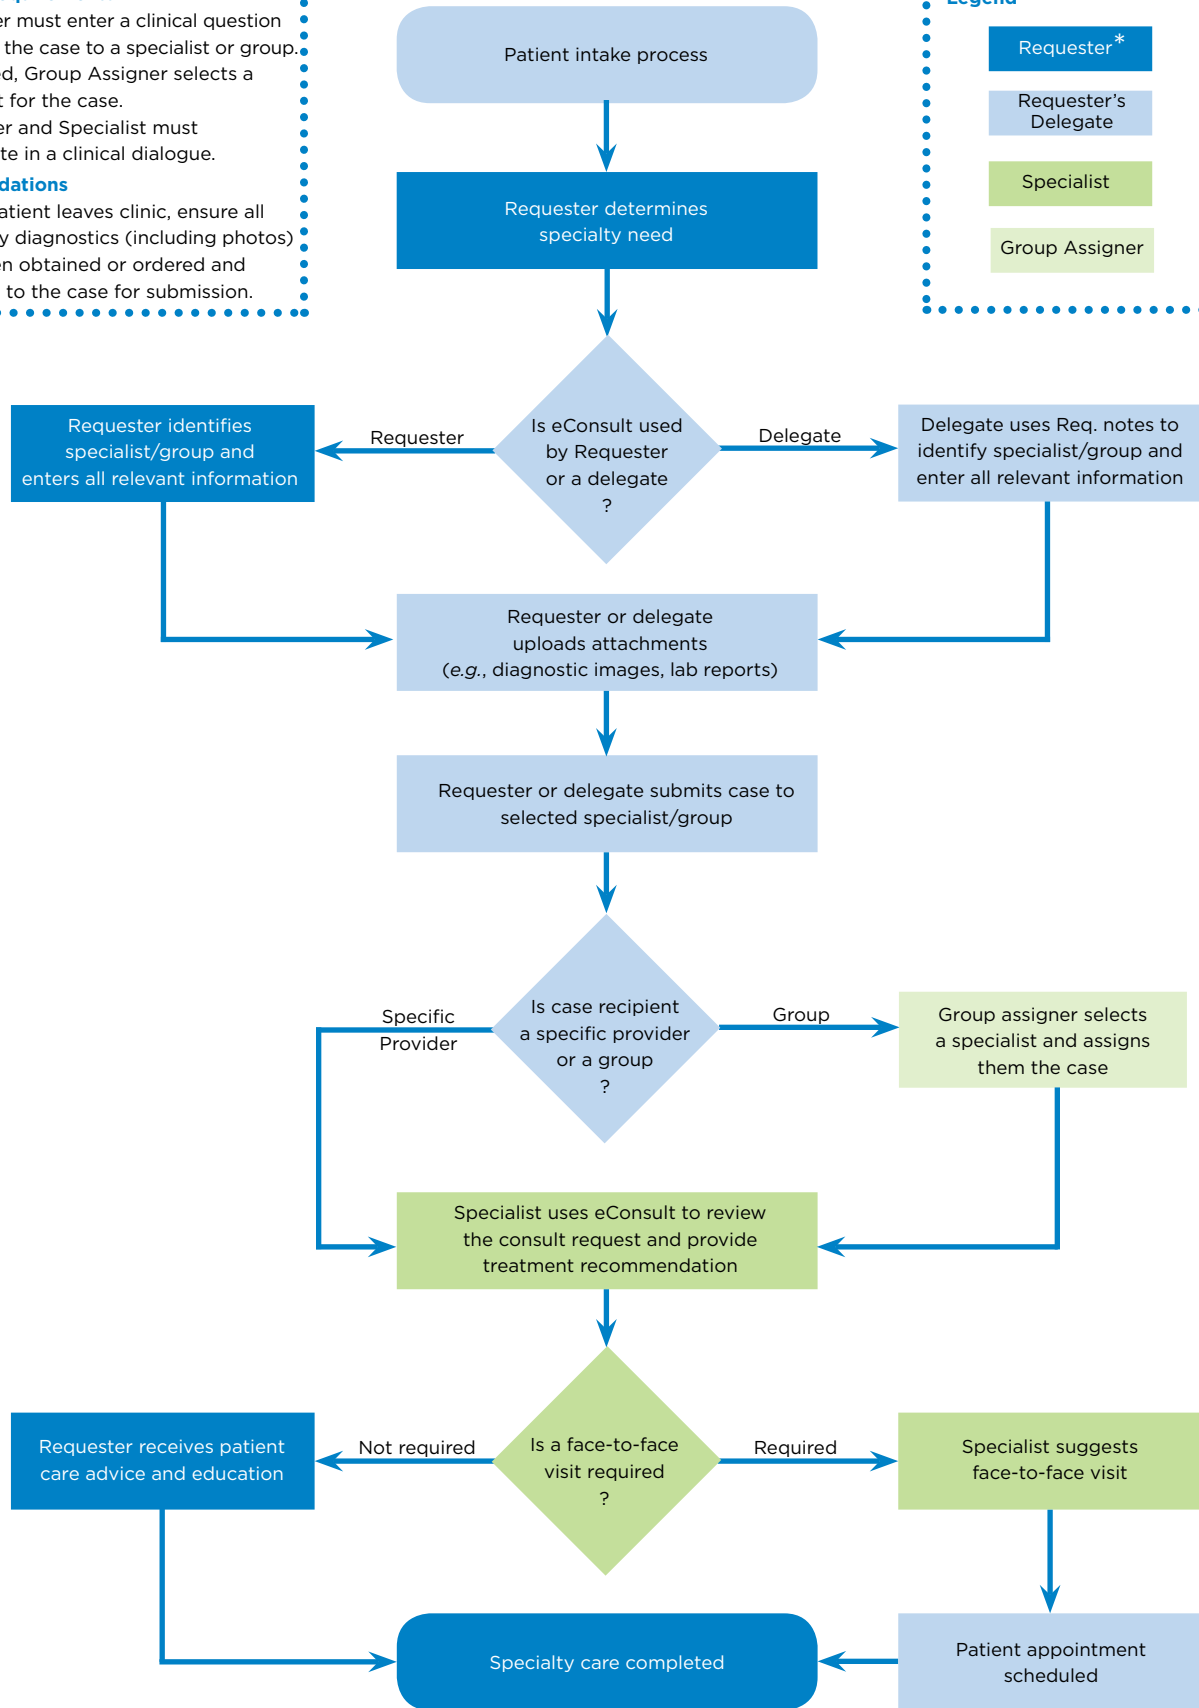 er must enter a clinical question
the case to a specialist or group.
ed, Group Assigner selects a
t for the case.
er and Specialist must
te in a clinical dialogue.
dations
atient leaves clinic, ensure all
y diagnostics (including photos)
en obtained or ordered and
to the case for submission.
Legend
Requester*
Requester's
Delegate
Specialist
Group Assigner
Patient intake process
Requester determines
specialty need
Is eConsult used
by Requester
or a delegate
?
Requester
Delegate
Requester identifies
specialist/group and
enters all relevant information
Delegate uses Req. notes to
identify specialist/group and
enter all relevant information
Requester or delegate
uploads attachments
(e.g., diagnostic images, lab reports)
Requester or delegate submits case to
selected specialist/group
Is case recipient
a specific provider
or a group
?
Specific
Provider
Group
Group assigner selects
a specialist and assigns
them the case
Specialist uses eConsult to review
the consult request and provide
treatment recommendation
Is a face-to-face
visit required
?
Not required
Required
Requester receives patient
care advice and education
Specialist suggests
face-to-face visit
Patient appointment
scheduled
Specialty care completed